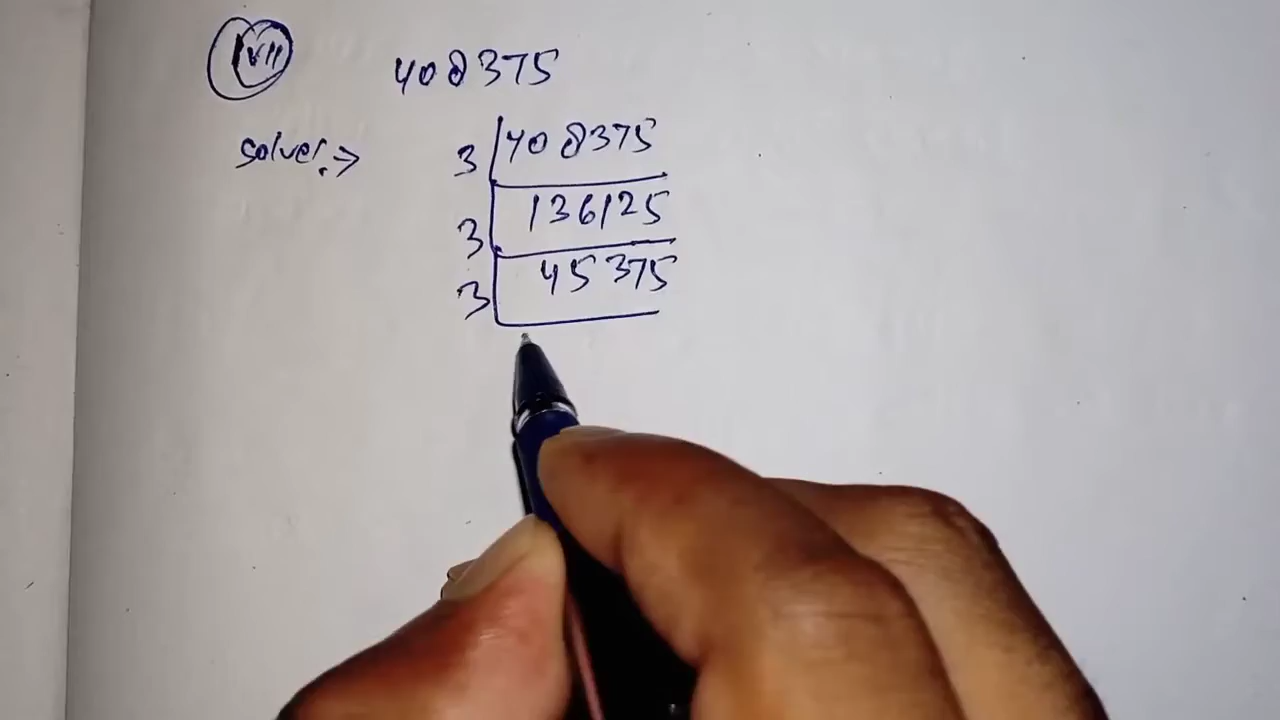 (vii) 408375
Solve:→ 3 | 408375
3 | 136125
3 | 45375